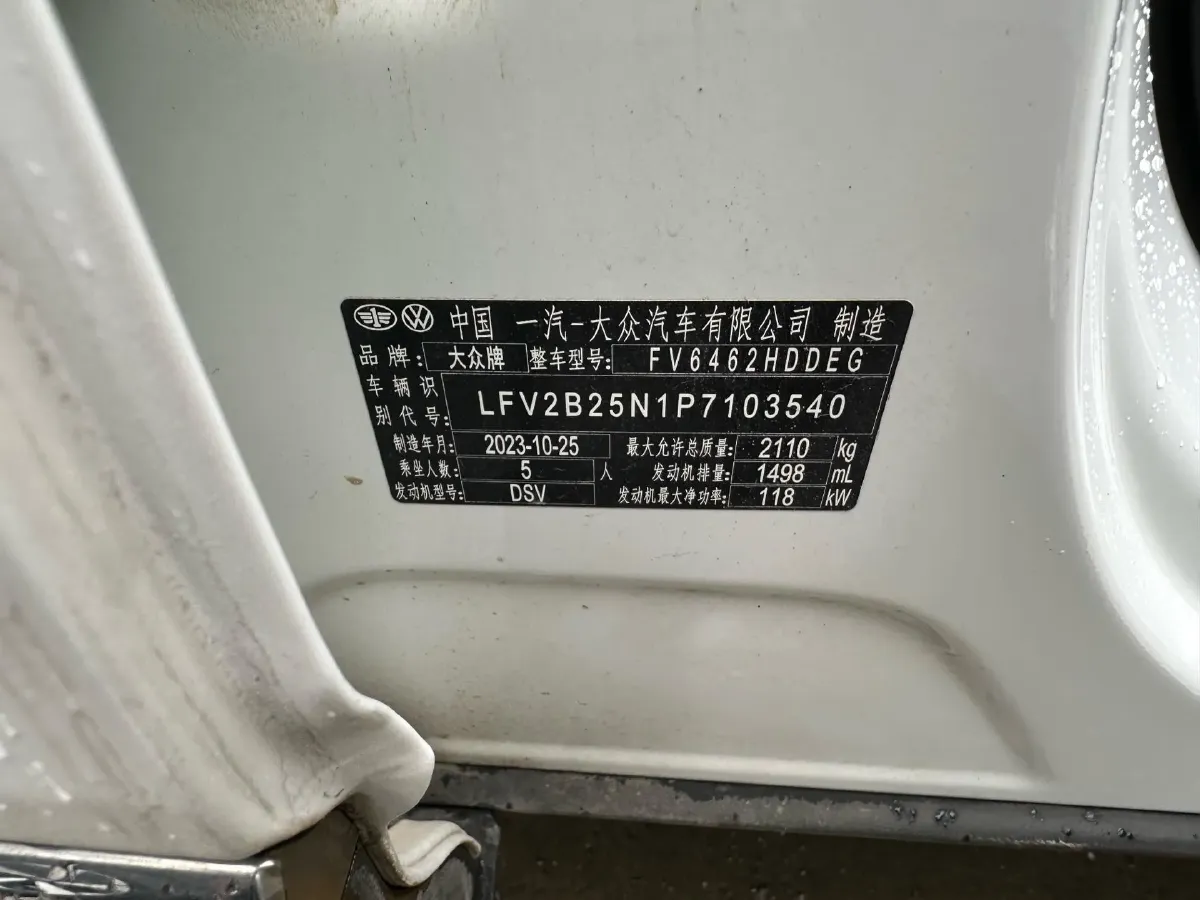 中国 一汽-大众汽车有限公司 制造
品牌: 大众牌 整车型号: FV6462HDDEG
车辆识别代号: LFV2B25N1P7103540
制造年月: 2023-10-25 最大允许总质量: 2110 kg
乘坐人数: 5 人 发动机排量: 1498 mL
发动机型号: DSV 发动机最大净功率: 118 kW